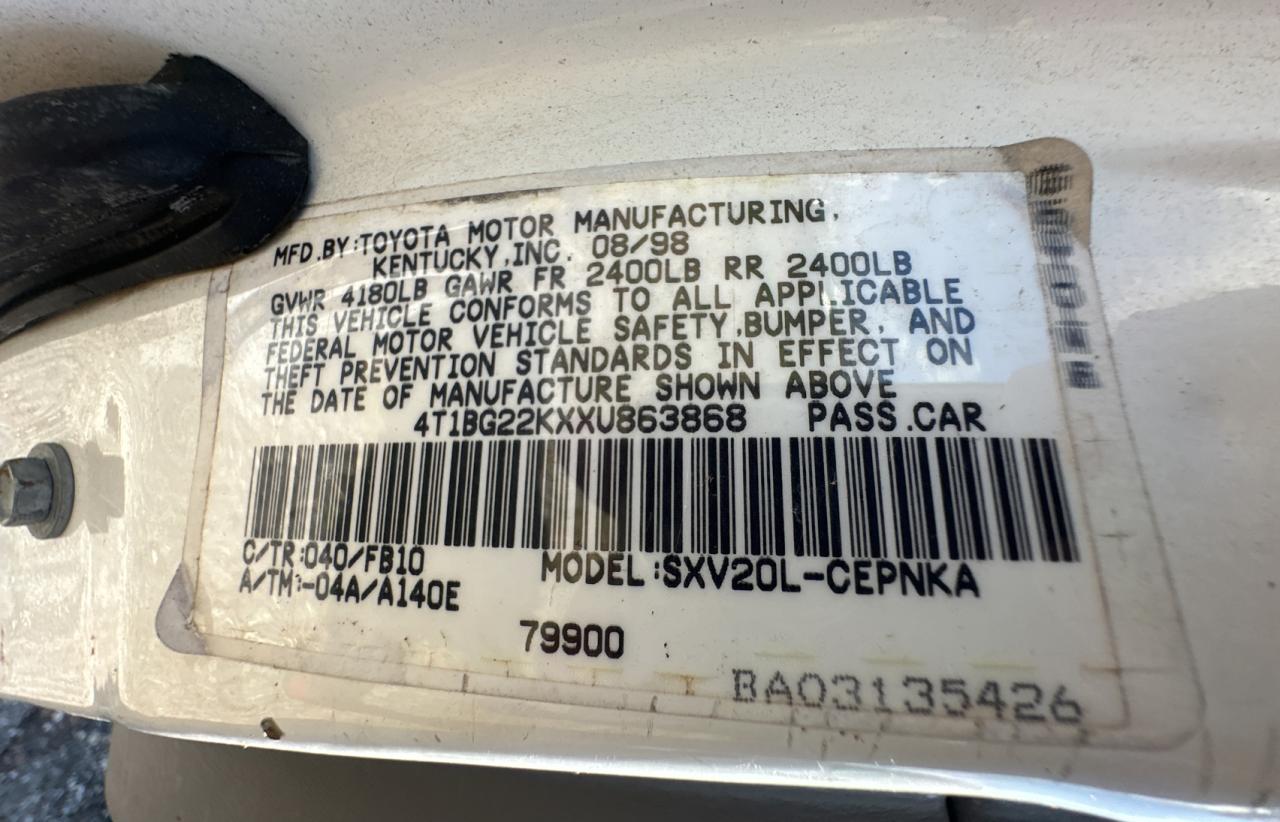 MFD.BY:TOYOTA MOTOR MANUFACTURING,
KENTUCKY,INC. 08/98
GVWR 4180LB GAWR FR 2400LB RR 2400LB
THIS VEHICLE CONFORMS TO ALL APPLICABLE
FEDERAL MOTOR VEHICLE SAFETY,BUMPER, AND
THEFT PREVENTION STANDARDS IN EFFECT ON
THE DATE OF MANUFACTURE SHOWN ABOVE
4T1BG22KXXU863868 PASS.CAR
C/TR:040/FB10 MODEL:SXV20L-CEPNKA
A/TM:-04A/A140E
79900
BA03135426